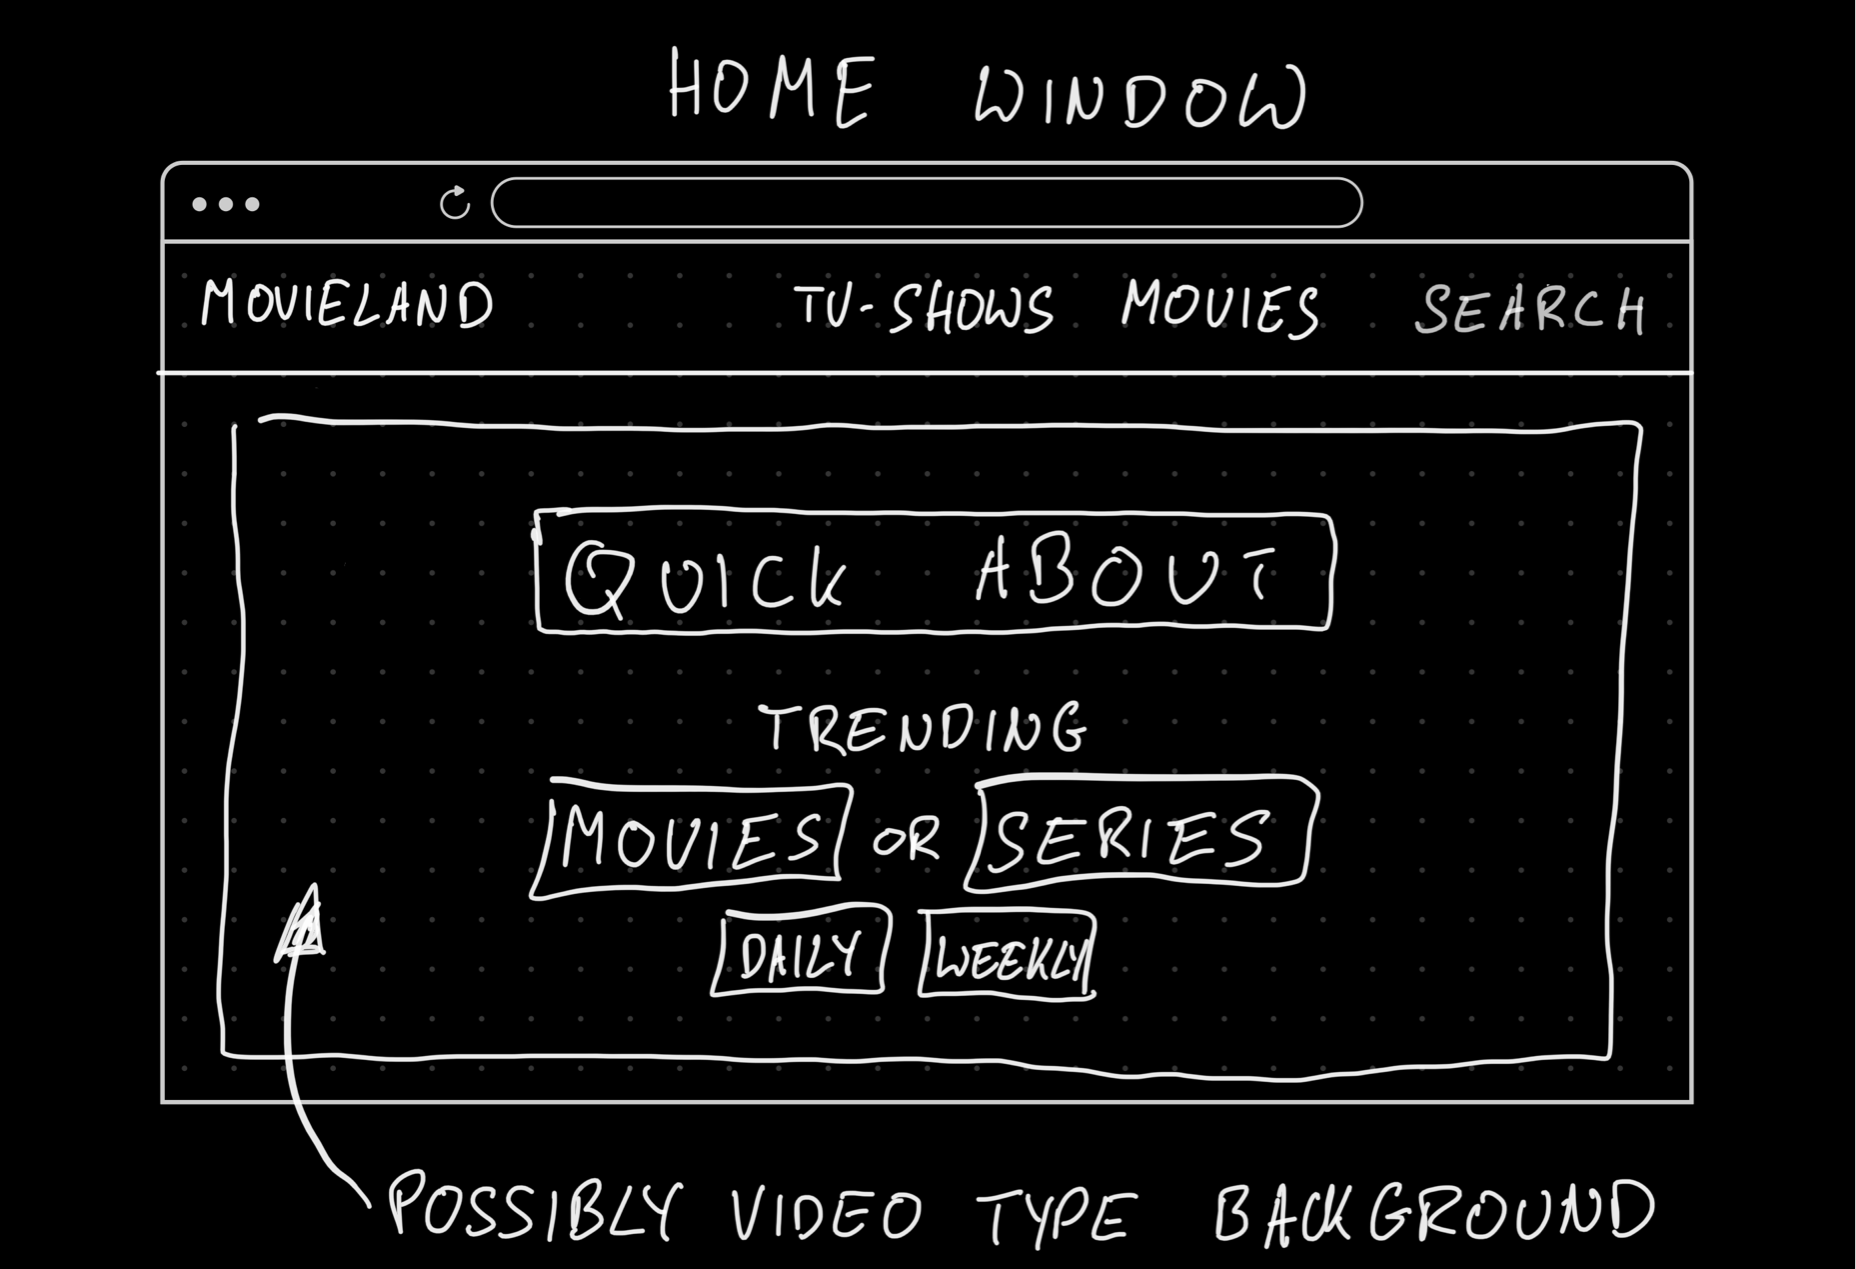 HOME WINDOW
MOVIELAND TV-SHOWS MOVIES SEARCH
QUICK ABOUT
TRENDING
MOVIES OR SERIES
DAILY WEEKLY
POSSIBLY VIDEO TYPE BACKGROUND